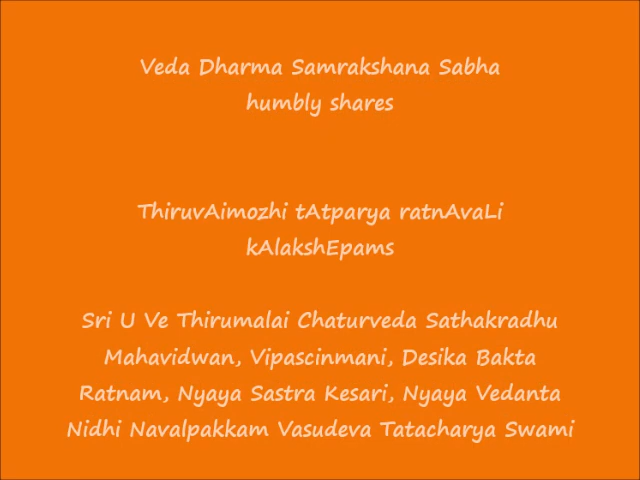 Veda Dharma Samrakshana Sabha
humbly shares
ThiruvAimozhi tAtparya ratnAvaLi
kAlakshEpams
Sri U Ve Thirumalai Chaturveda Sathakradhu
Mahavidwan, Vipascinmani, Desika Bakta
Ratnam, Nyaya Sastra Kesari, Nyaya Vedanta
Nidhi Navalpakkam Vasudeva Tatacharya Swami